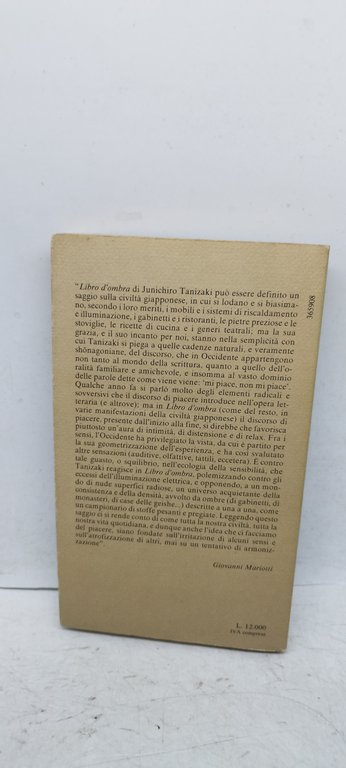 "Libro d'ombra di Junichiro Tanizaki può essere definito un
saggio sulla civiltà giapponese, in cui si lodano e si biasima-
no, secondo i loro meriti, i mobili e i sistemi di riscaldamento
e illuminazione, i gabinetti e i ristoranti, le pietre preziose e le
stoviglie, le ricette di cucina e i generi teatrali; ma la sua
grazia, e il suo incanto per noi, stanno nella semplicità con
cui Tanizaki si piega a quelle cadenze naturali, e veramente
shōnagoniane, del discorso, che in Occidente appartengono
non tanto al mondo della scrittura, quanto a quello dell'o-
ralità familiare e amichevole, e insomma al vasto dominio
delle parole dette come viene viene: 'mi piace, non mi piace'.
Qualche anno fa si parlò molto degli elementi radicali e
sovversivi che il discorso di piacere introduce nell'opera let-
teraria (e altrove); ma in Libro d'ombra (come del resto, in
varie manifestazioni della civiltà giapponese) il discorso di
piacere, presente dall'inizio alla fine, si direbbe che favorisca
piuttosto un'aura di intimità, di distensione e di relax. Fra i
sensi, l'Occidente ha privilegiato la vista, da cui è partito per
la sua geometrizzazione dell'esperienza, e ha così svalutato
altre sensazioni (auditive, olfattive, tattili, eccetera). È contro
tale guasto, o squilibrio, nell'ecologia della sensibilità, che
Tanizaki reagisce in Libro d'ombra, polemizzando contro gli
eccessi dell'illuminazione elettrica, e opponendo, a un mon-
do di nude superfici radiose, un universo acquietante della
consistenza e della densità, avvolto da ombre (di gabinetti, di
monasteri, di case delle geishe...) descritte a una a una, come
un campionario di stoffe pesanti e pregiate. Leggendo questo
saggio ci si rende conto di come tutta la nostra civiltà, tutta la
nostra vita quotidiana, e dunque anche l'idea che ci facciamo
del piacere, siano fondate sull'irritazione di alcuni sensi e
sull'atrofizzazione di altri, mai su un tentativo di armoniz-
zazione".
Giovanni Mariotti
L. 12.000
IVA compresa
365908